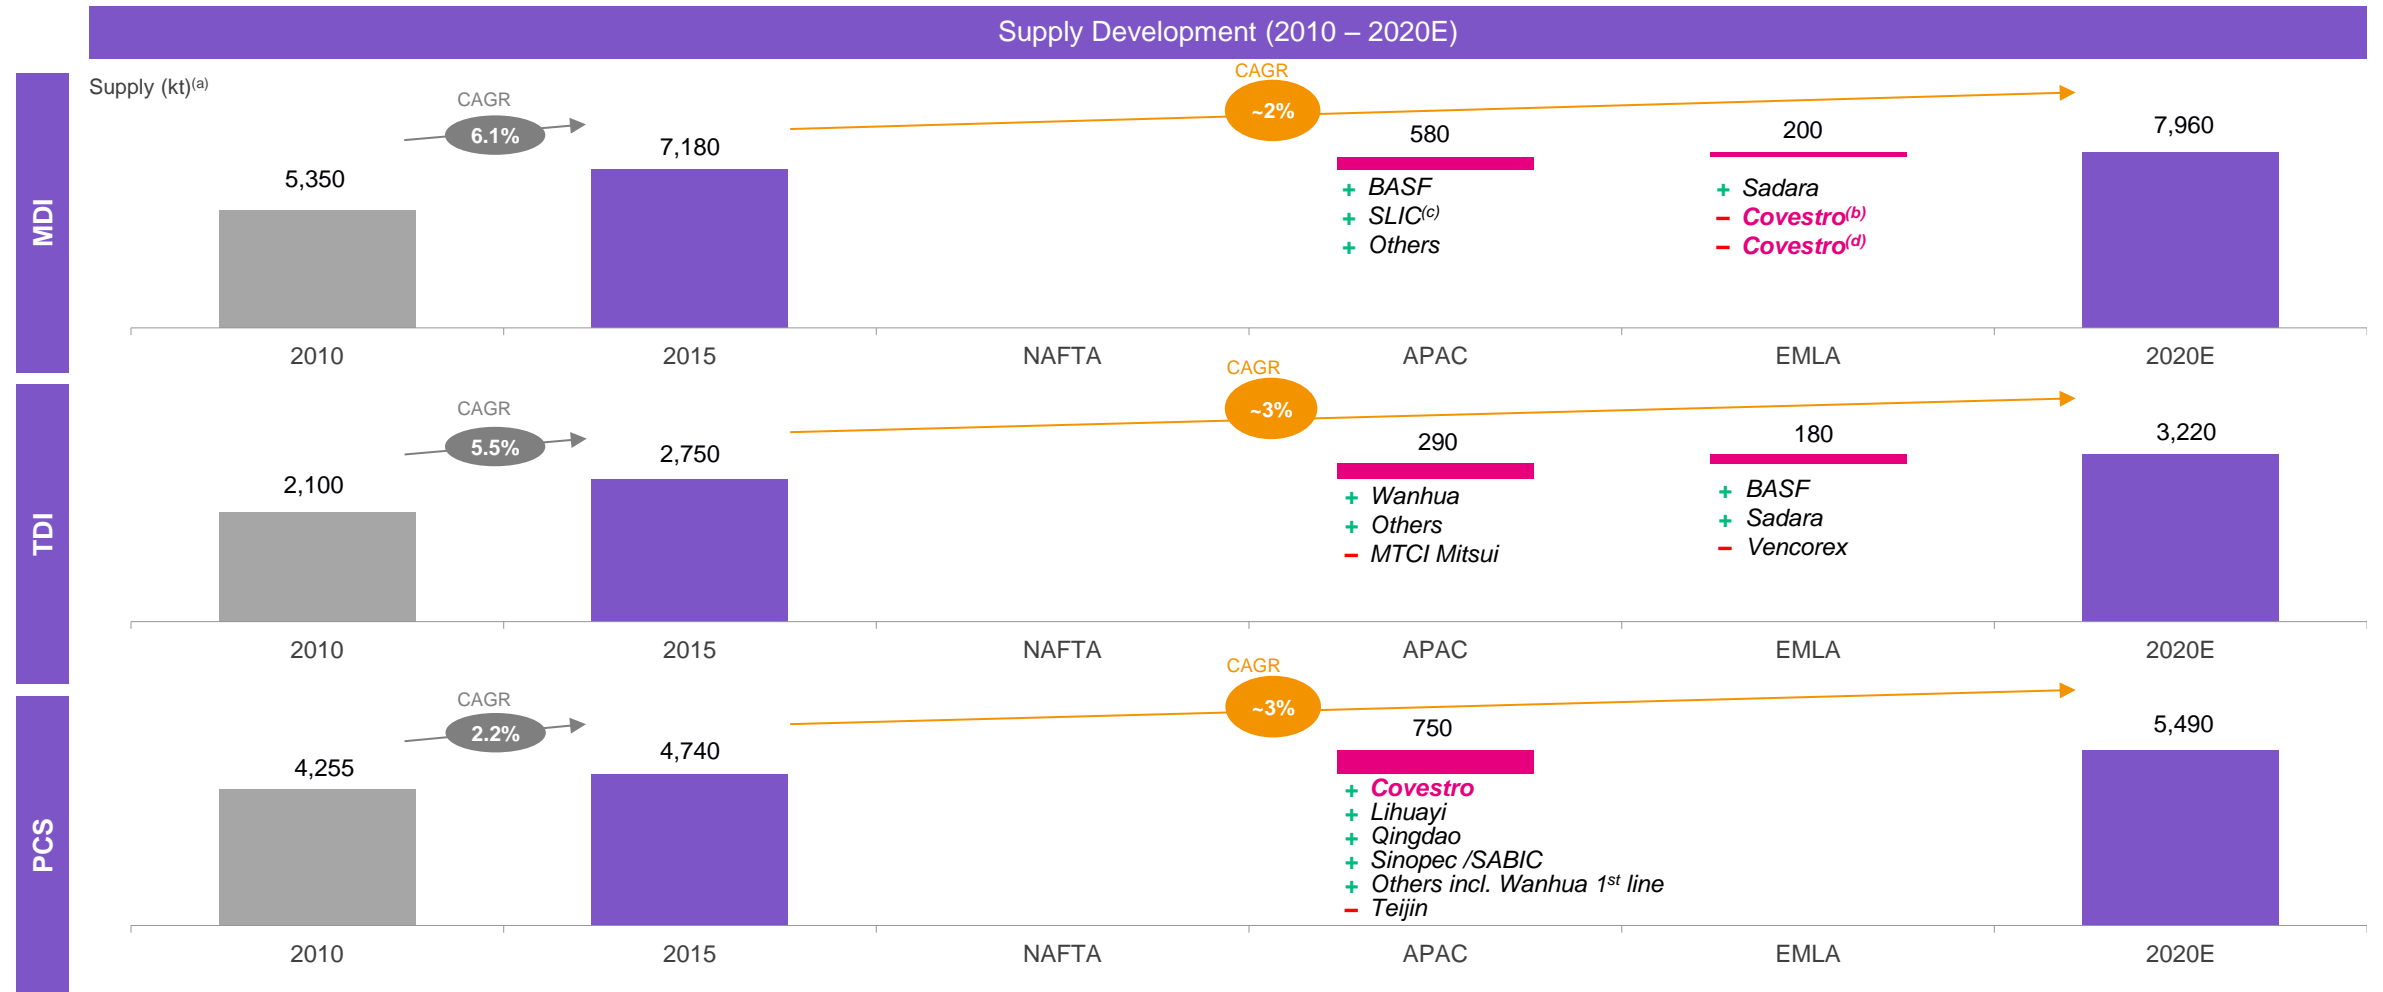 Supply Development (2010 – 2020E)
MDI
Supply (kt)(a)
CAGR
6.1%
CAGR
~2%
5,350
7,180
580
200
7,960
+ BASF
+ SLIC(c)
+ Others
+ Sadara
– Covestro(b)
– Covestro(d)
2010
2015
NAFTA
APAC
EMLA
2020E
TDI
CAGR
5.5%
CAGR
~3%
2,100
2,750
290
180
3,220
+ Wanhua
+ Others
– MTCI Mitsui
+ BASF
+ Sadara
– Vencorex
2010
2015
NAFTA
APAC
EMLA
2020E
PCS
CAGR
2.2%
CAGR
~3%
4,255
4,740
750
5,490
+ Covestro
+ Lihuayi
+ Qingdao
+ Sinopec /SABIC
+ Others incl. Wanhua 1st line
– Teijin
2010
2015
NAFTA
APAC
EMLA
2020E